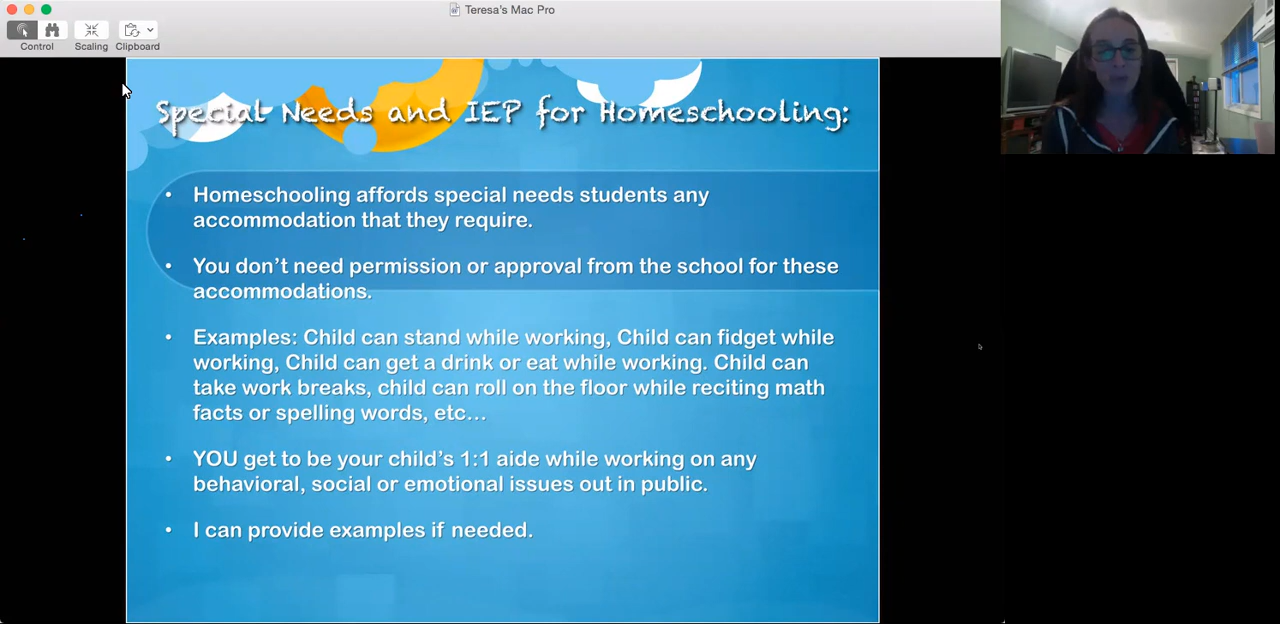 Teresa's Mac Pro
Control
Scaling
Clipboard
Special Needs and IEP for Homeschooling:
• Homeschooling affords special needs students any
accommodation that they require.
• You don't need permission or approval from the school for these
accommodations.
• Examples: Child can stand while working, Child can fidget while
working, Child can get a drink or eat while working. Child can
take work breaks, child can roll on the floor while reciting math
facts or spelling words, etc…
• YOU get to be your child's 1:1 aide while working on any
behavioral, social or emotional issues out in public.
• I can provide examples if needed.